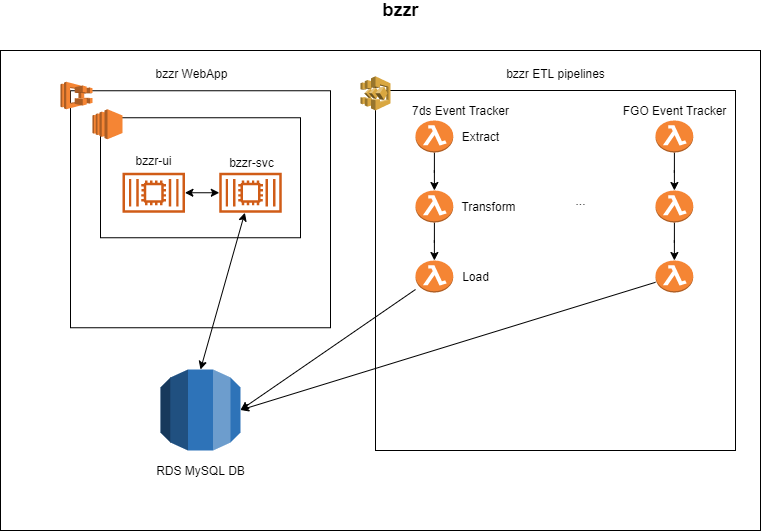 bzzr
bzzr WebApp
bzzr ETL pipelines
7ds Event Tracker
FGO Event Tracker
Extract
bzzr-ui
bzzr-svc
Transform
...
Load
RDS MySQL DB